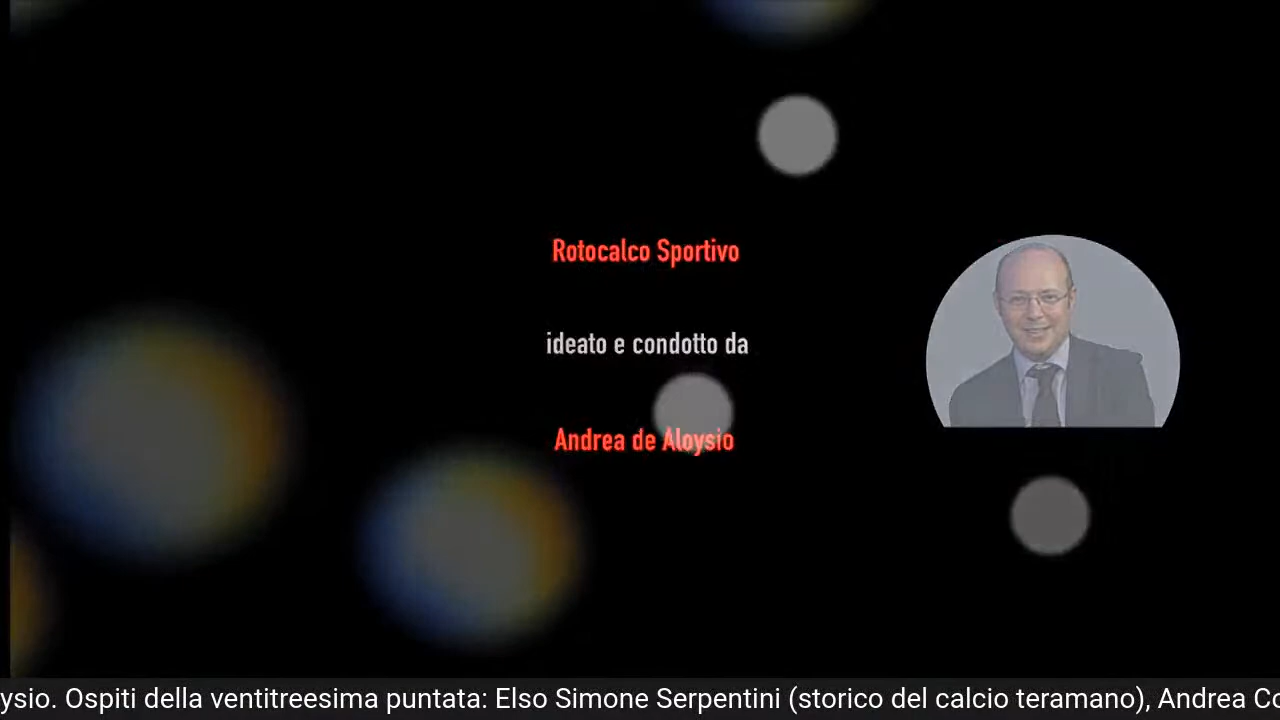 Rotocalco Sportivo
ideato e condotto da
Andrea de Aloysio
ysio. Ospiti della ventitreesima puntata: Elso Simone Serpentini (storico del calcio teramano), Andrea